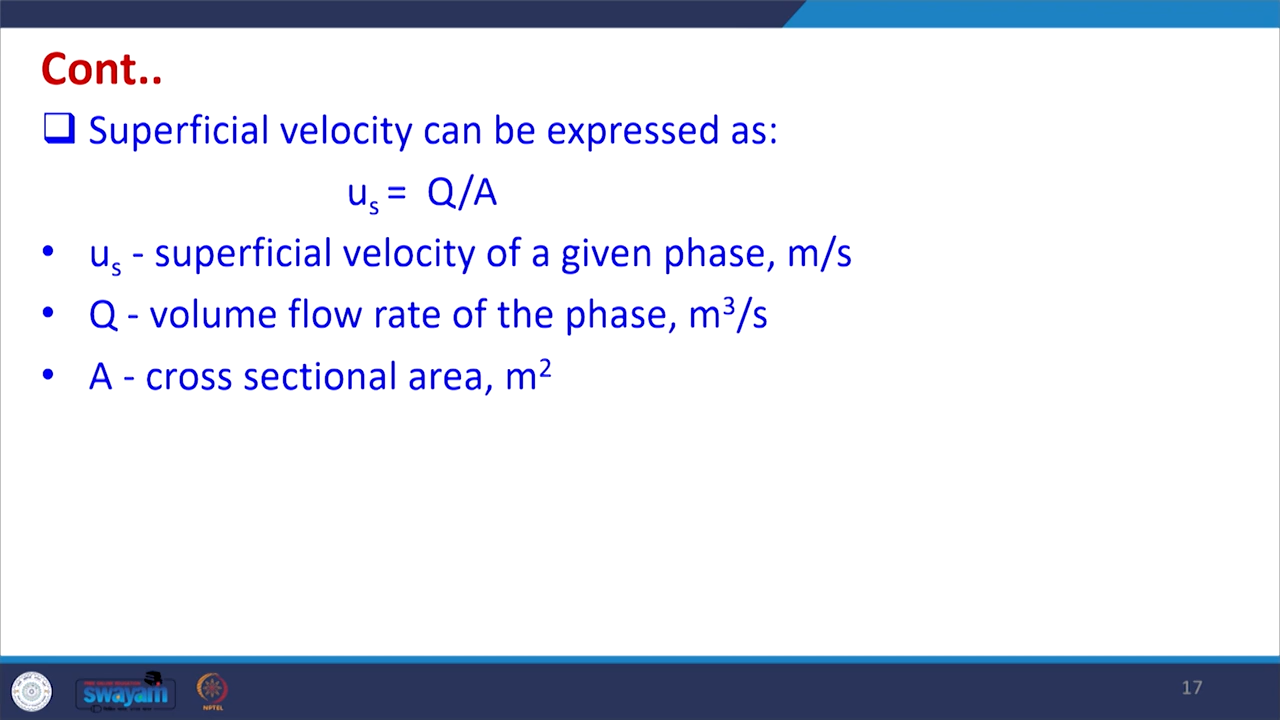 Cont..
❑ Superficial velocity can be expressed as:
uₛ = Q/A
• uₛ - superficial velocity of a given phase, m/s
• Q - volume flow rate of the phase, m³/s
• A - cross sectional area, m²
swayam
NPTEL
17